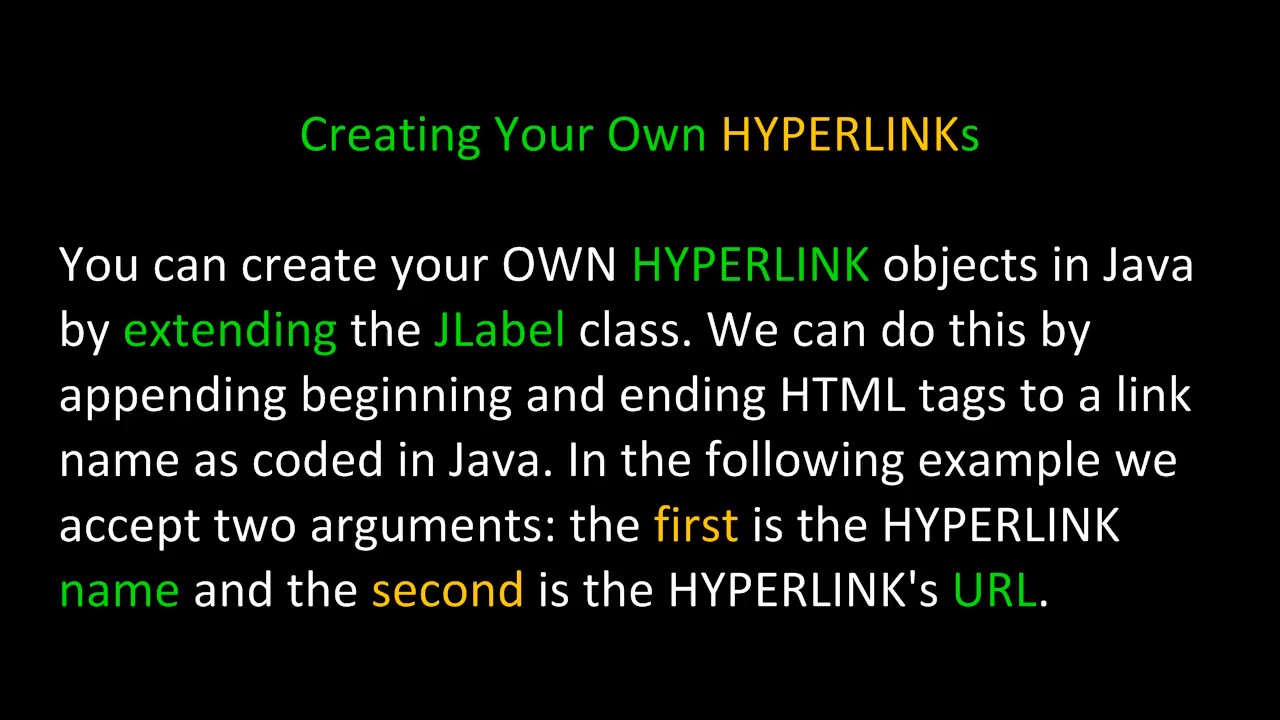 Creating Your Own HYPERLINKs
You can create your OWN HYPERLINK objects in Java
by extending the JLabel class. We can do this by
appending beginning and ending HTML tags to a link
name as coded in Java. In the following example we
accept two arguments: the first is the HYPERLINK
name and the second is the HYPERLINK's URL.